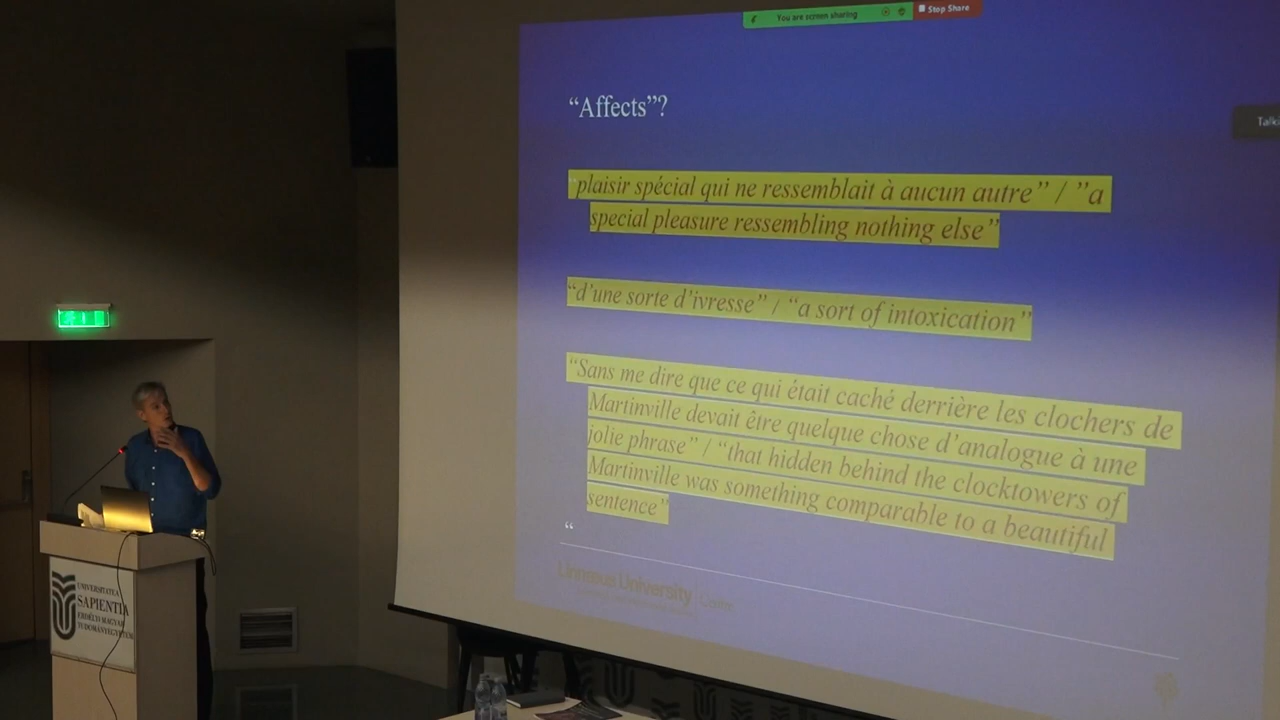 You are screen sharing
Stop Share
Talki
“Affects”?
“plaisir spécial qui ne ressemblait à aucun autre” / ”a
special pleasure ressembling nothing else”
“d’une sorte d’ivresse” / “a sort of intoxication”
“Sans me dire que ce qui était caché derrière les clochers de
Martinville devait être quelque chose d’analogue à une
jolie phrase” / “that hidden behind the clocktowers of
Martinville was something comparable to a beautiful
sentence”
“
Linnæus University
UNIVERSITATEA
SAPIENTIA
ERDÉLYI MAGYAR
TUDOMÁNYEGYETEM